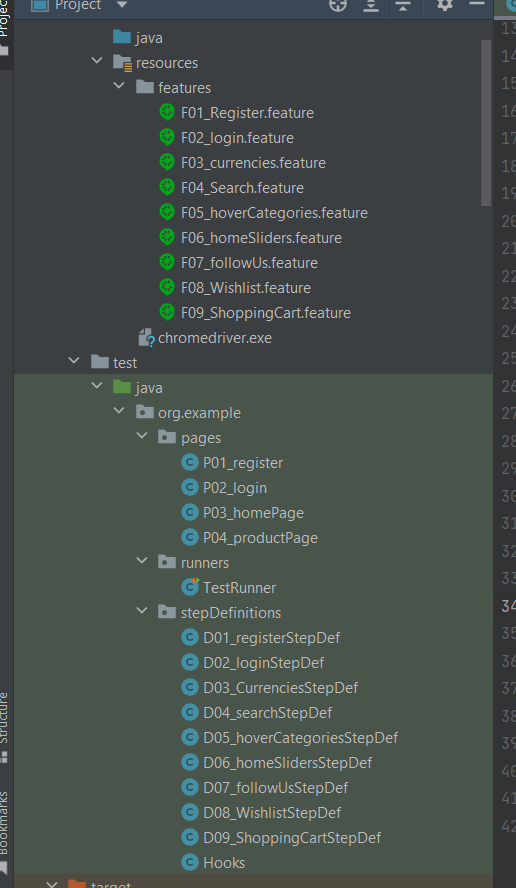 Project
java
resources
features
F01_Register.feature
F02_login.feature
F03_currencies.feature
F04_Search.feature
F05_hoverCategories.feature
F06_homeSliders.feature
F07_followUs.feature
F08_Wishlist.feature
F09_ShoppingCart.feature
chromedriver.exe
test
java
org.example
pages
P01_register
P02_login
P03_homePage
P04_productPage
runners
TestRunner
stepDefinitions
D01_registerStepDef
D02_loginStepDef
D03_CurrenciesStepDef
D04_searchStepDef
D05_hoverCategoriesStepDef
D06_homeSlidersStepDef
D07_followUsStepDef
D08_WishlistStepDef
D09_ShoppingCartStepDef
Hooks
target
Projec
Structure
Bookmarks
13
14
15
16
17
18
19
20
21
22
23
24
25
26
27
28
29
30
31
32
33
34
35
36
37
38
39
40
41
42